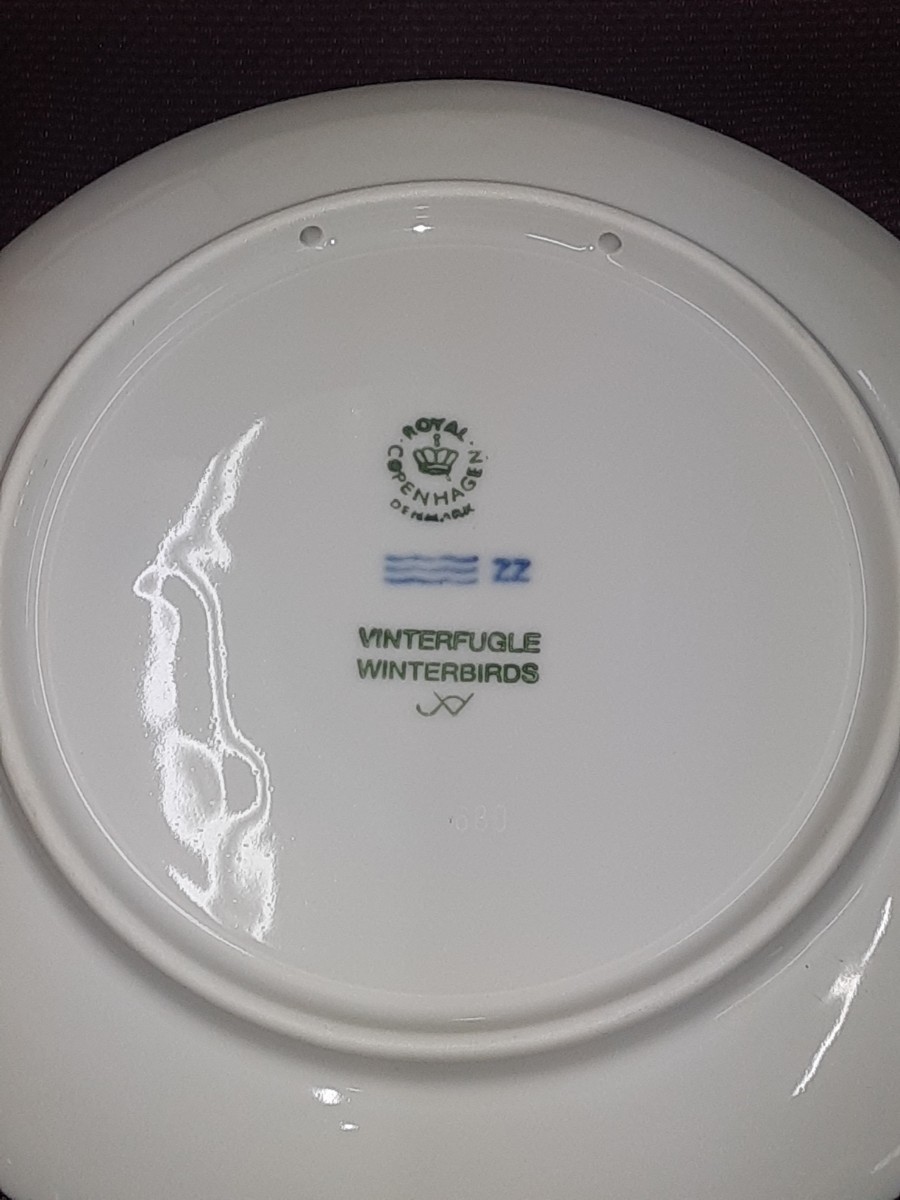 ROYAL
COPENHAGEN
DENMARK
ZZ
VINTERFUGLE
WINTERBIRDS